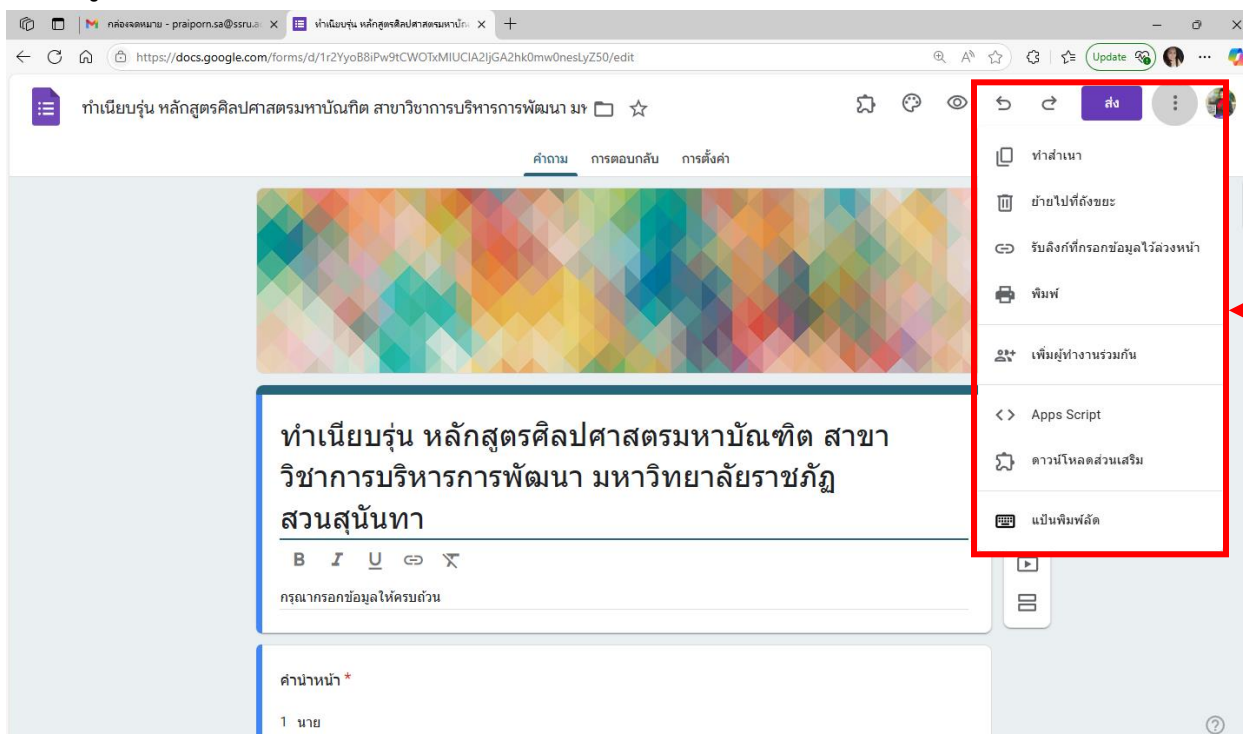 กล่องจดหมาย - praiporn.sa@ssru.a
ทำเนียบรุ่น หลักสูตรศิลปศาสตรมหาบัณ
https://docs.google.com/forms/d/1r2YyoB8iPw9tCWOTxMIUCIA2IjGA2hk0mw0nesLyZ50/edit
Update
ทำเนียบรุ่น หลักสูตรศิลปศาสตรมหาบัณฑิต สาขาวิชาการบริหารการพัฒนา มห
ส่ง
คำถาม การตอบกลับ การตั้งค่า
ทำสำเนา
ย้ายไปที่ถังขยะ
รับลิงก์ที่กรอกข้อมูลไว้ล่วงหน้า
พิมพ์
เพิ่มผู้ทำงานร่วมกัน
Apps Script
ดาวน์โหลดส่วนเสริม
แป้นพิมพ์ลัด
ทำเนียบรุ่น หลักสูตรศิลปศาสตรมหาบัณฑิต สาขา
วิชาการบริหารการพัฒนา มหาวิทยาลัยราชภัฏ
สวนสุนันทา
B I U
กรุณากรอกข้อมูลให้ครบถ้วน
คำนำหน้า *
1 นาย